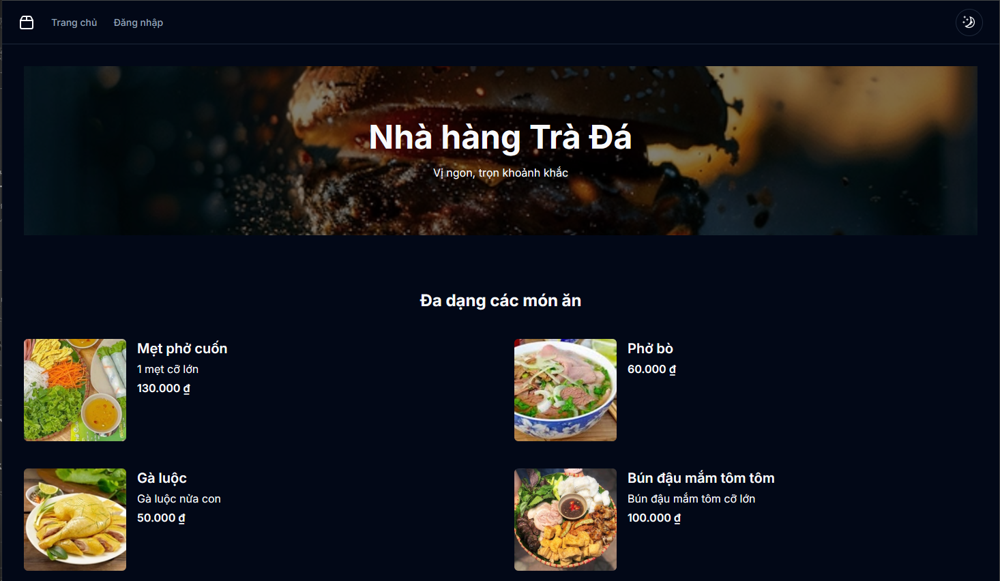 Trang chủ
Đăng nhập
Nhà hàng Trà Đá
Vị ngon, trọn khoảnh khắc
Đa dạng các món ăn
Mẹt phở cuốn
1 mẹt cỡ lớn
130.000 ₫
Phở bò
60.000 ₫
Gà luộc
Gà luộc nửa con
50.000 ₫
Bún đậu mắm tôm tôm
Bún đậu mắm tôm cỡ lớn
100.000 ₫